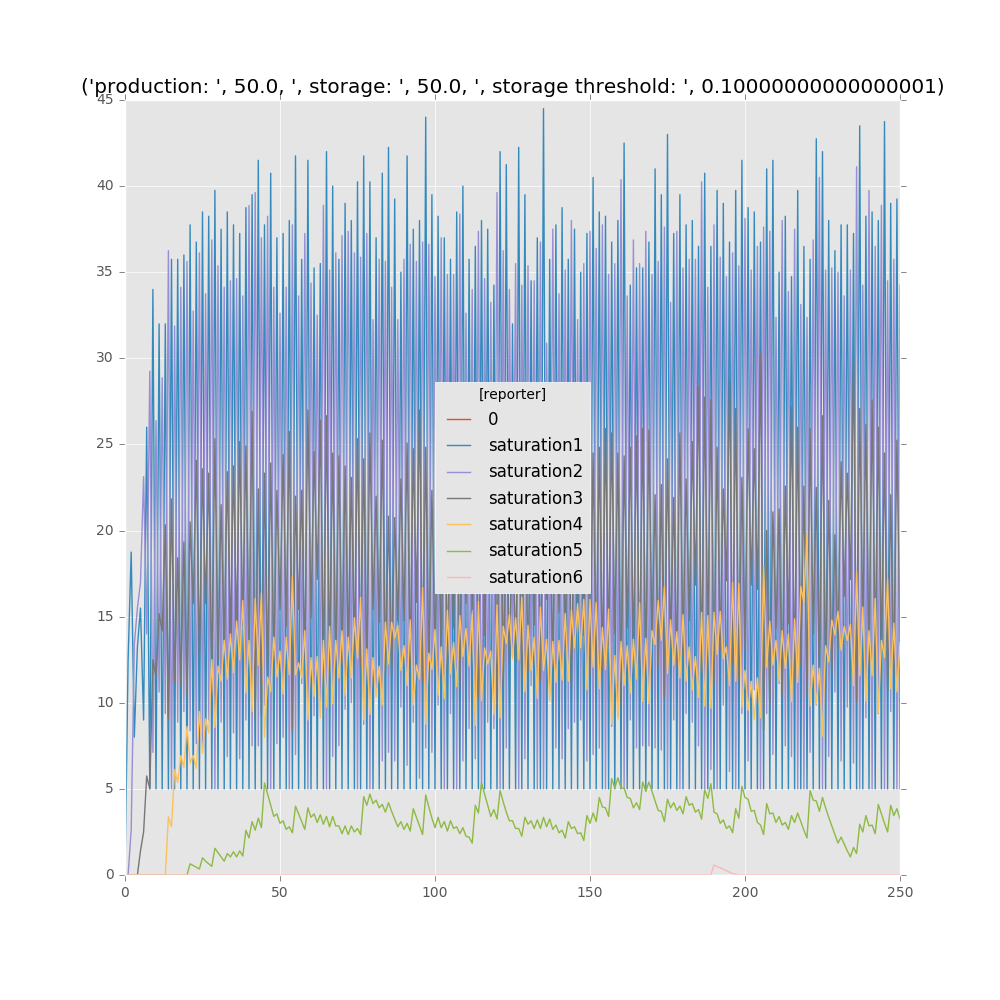 ('production: ', 50.0, ', storage: ', 50.0, ', storage threshold: ', 0.10000000000000001)
45
40
35
30
25
20
15
10
5
0
[reporter]
0
saturation1
saturation2
saturation3
saturation4
saturation5
saturation6
0 50 100 150 200 250